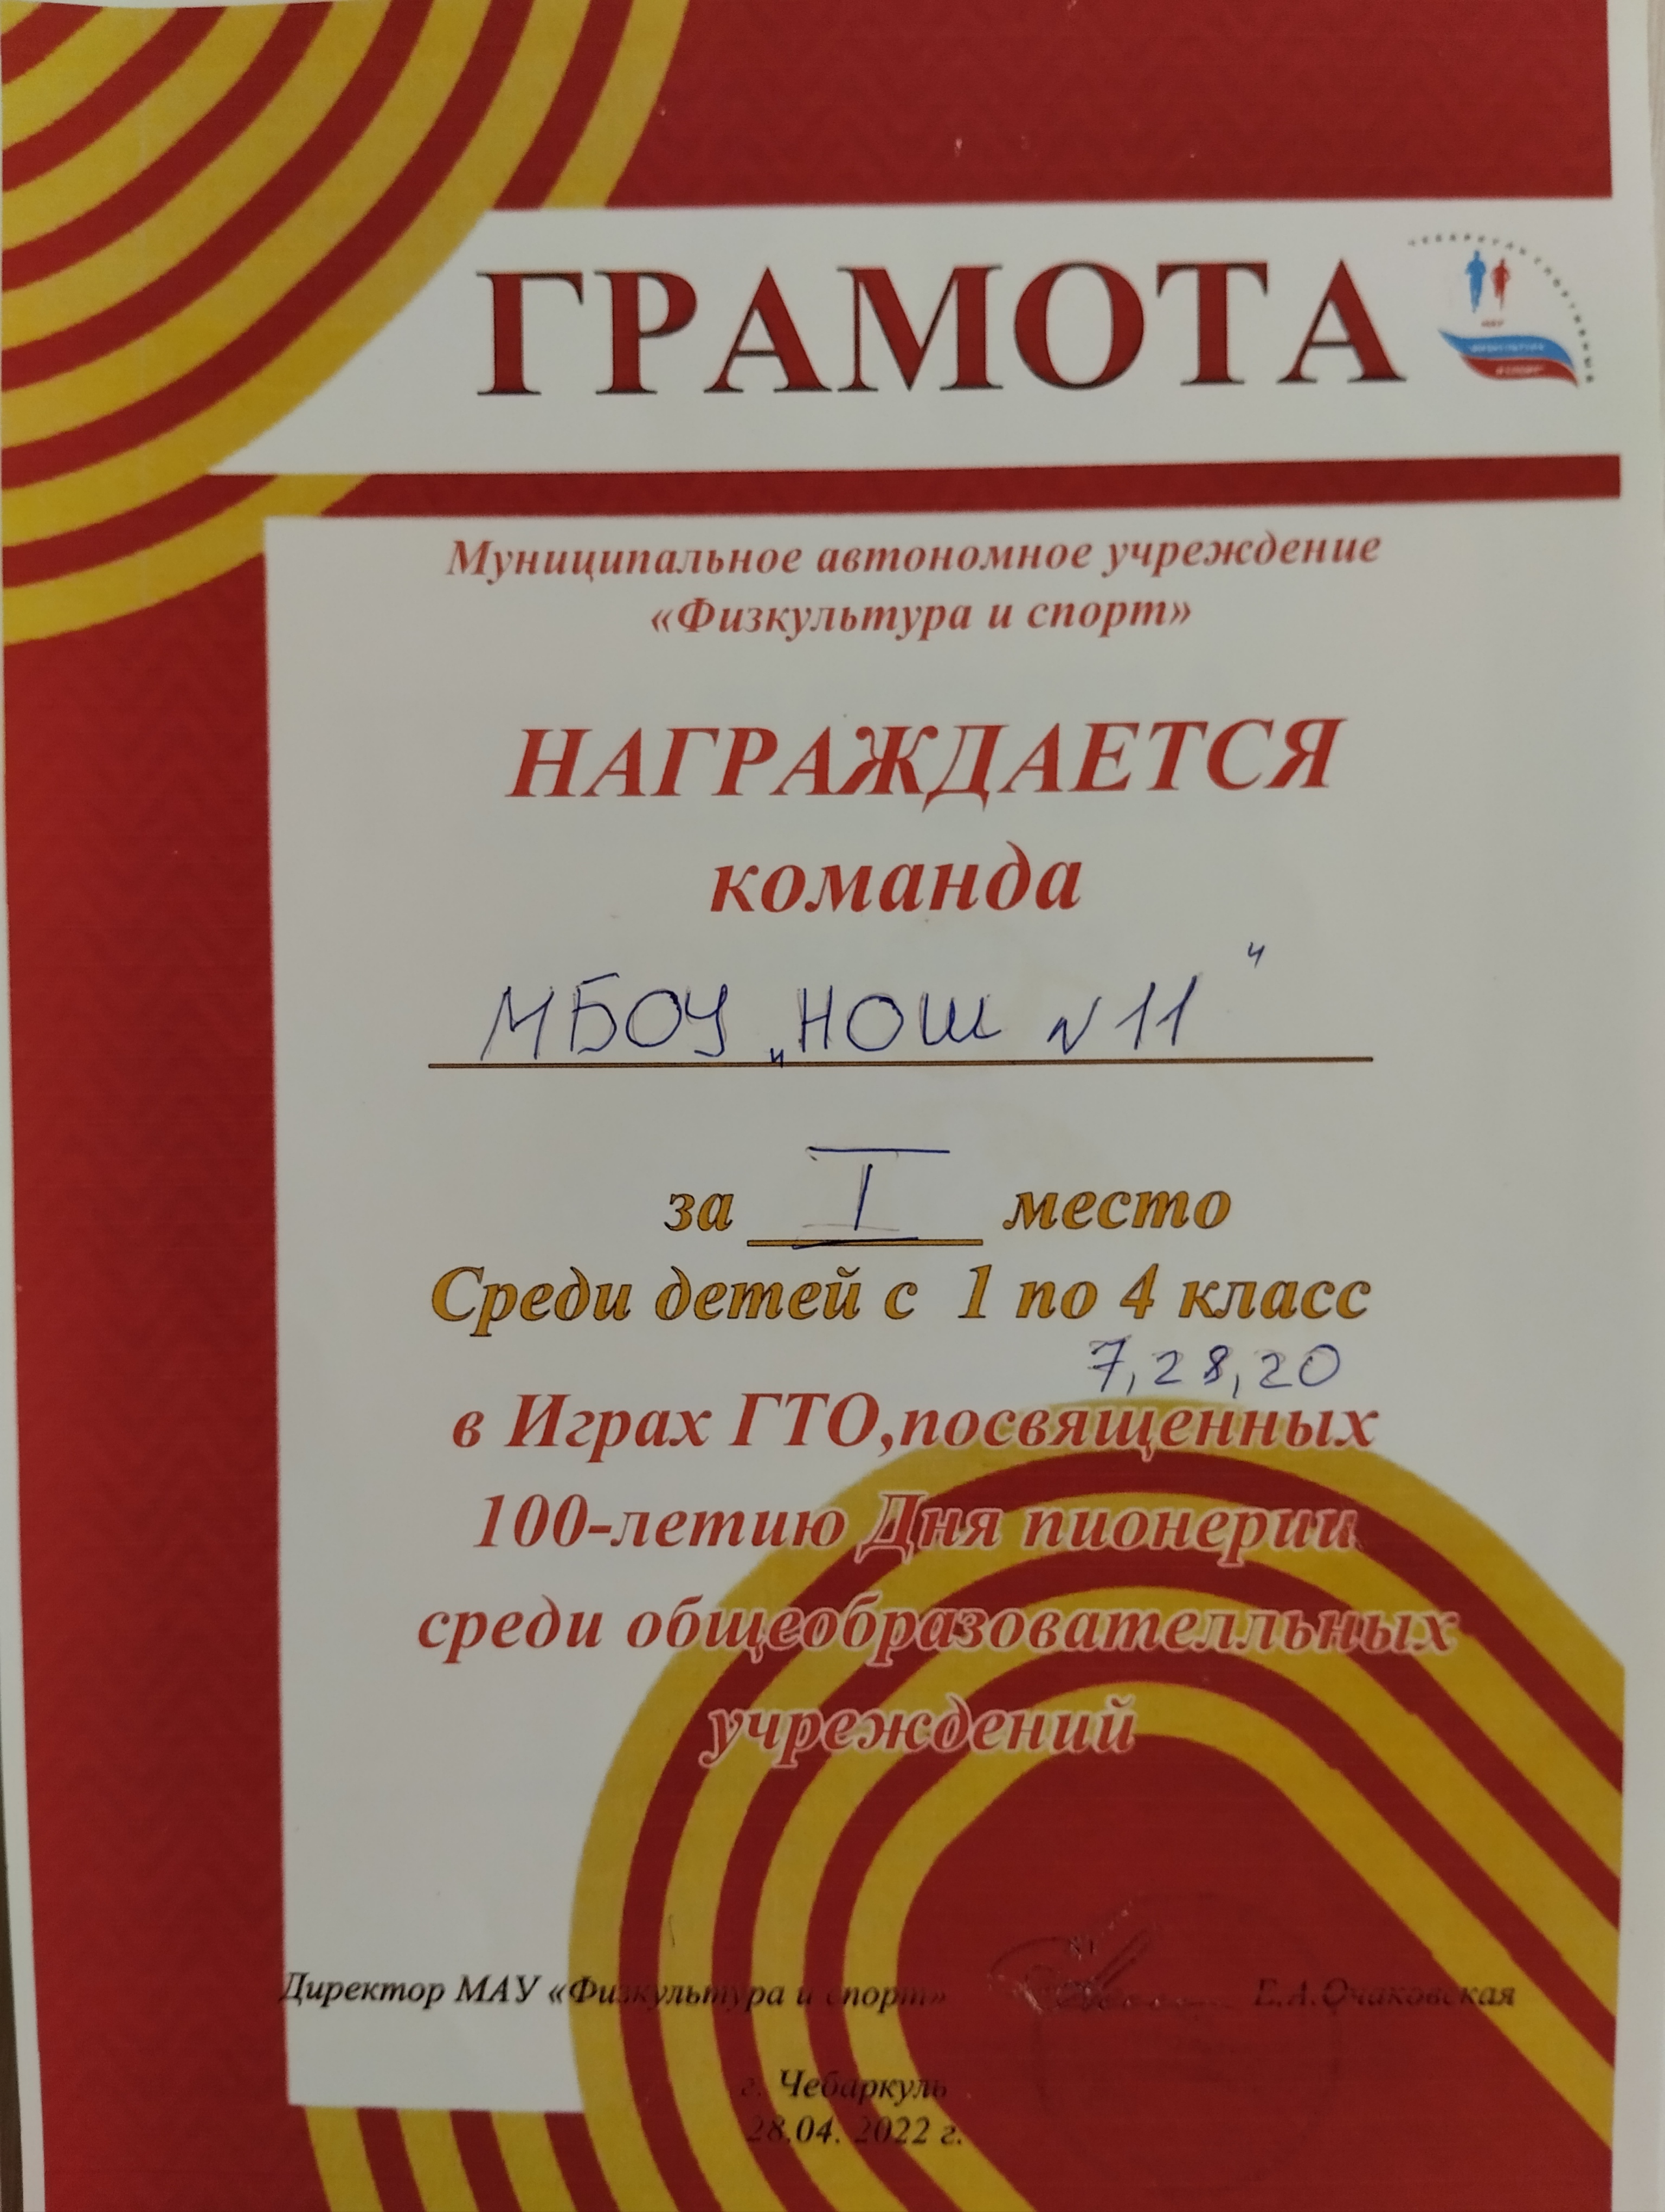 ГРАМОТА
Муниципальное автономное учреждение
«Физкультура и спорт»
НАГРАЖДАЕТСЯ
команда
МБОУ „НОШ N11"
за I место
Среди детей с 1 по 4 класс
7,28,20
в Играх ГТО,посвященных
100-летию Дня пионерии
среди общеобразователльных
учреждений
Директор МАУ «Физкультура и спорт» Е.А.Очаковская
г. Чебаркуль
28.04. 2022 г.